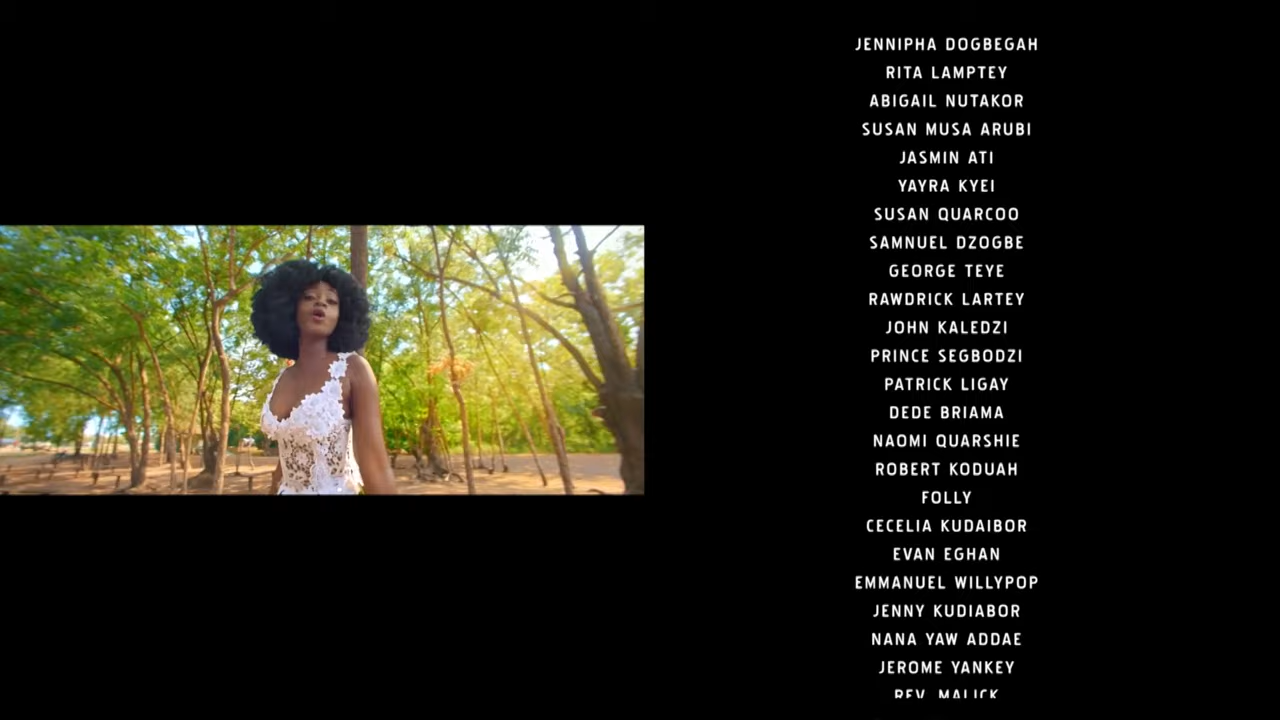 JENNIPHA DOGBEGAH
RITA LAMPTEY
ABIGAIL NUTAKOR
SUSAN MUSA ARUBI
JASMIN ATI
YAYRA KYEI
SUSAN QUARCOO
SAMNUEL DZOGBE
GEORGE TEYE
RAWDRICK LARTEY
JOHN KALEDZI
PRINCE SEGBODZI
PATRICK LIGAY
DEDE BRIAMA
NAOMI QUARSHIE
ROBERT KODUAH
FOLLY
CECELIA KUDAIBOR
EVAN EGHAN
EMMANUEL WILLYPOP
JENNY KUDIABOR
NANA YAW ADDAE
JEROME YANKEY
REV. MALICK